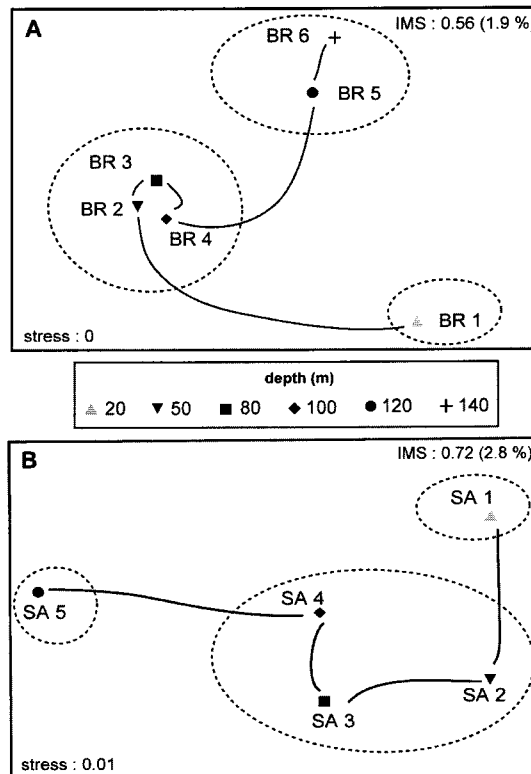 A
IMS : 0.56 (1.9 %)
BR 6
BR 5
BR 3
BR 2
BR 4
BR 1
stress : 0
depth (m)
20 50 80 100 120 140
B
IMS : 0.72 (2.8 %)
SA 1
SA 4
SA 5
SA 2
SA 3
stress : 0.01